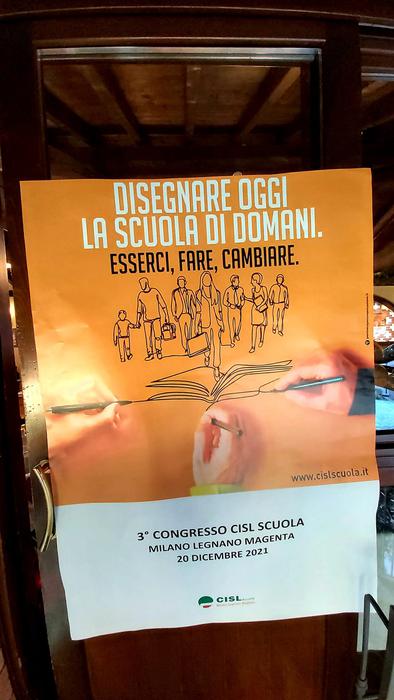 DISEGNARE OGGI
LA SCUOLA DI DOMANI.
ESSERCI, FARE, CAMBIARE.
www.cislscuola.it
3° CONGRESSO CISL SCUOLA
MILANO LEGNANO MAGENTA
20 DICEMBRE 2021
CISL